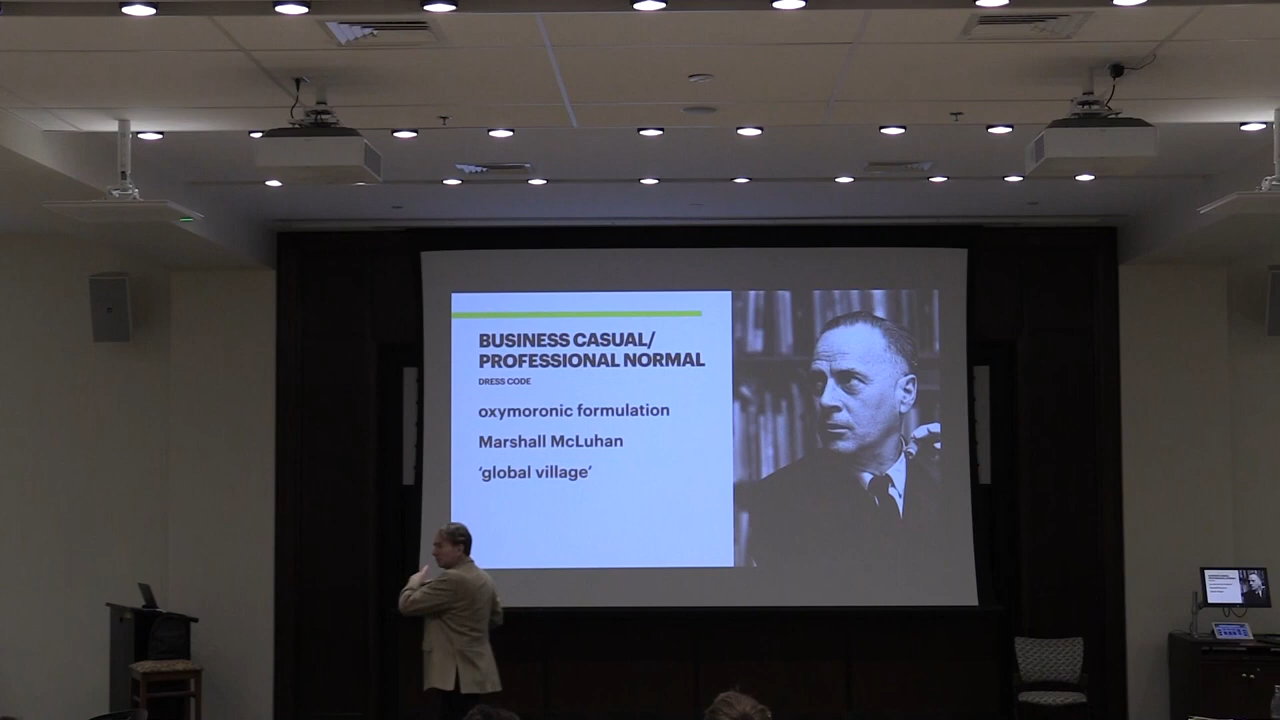 BUSINESS CASUAL/
PROFESSIONAL NORMAL
DRESS CODE
oxymoronic formulation
Marshall McLuhan
‘global village’